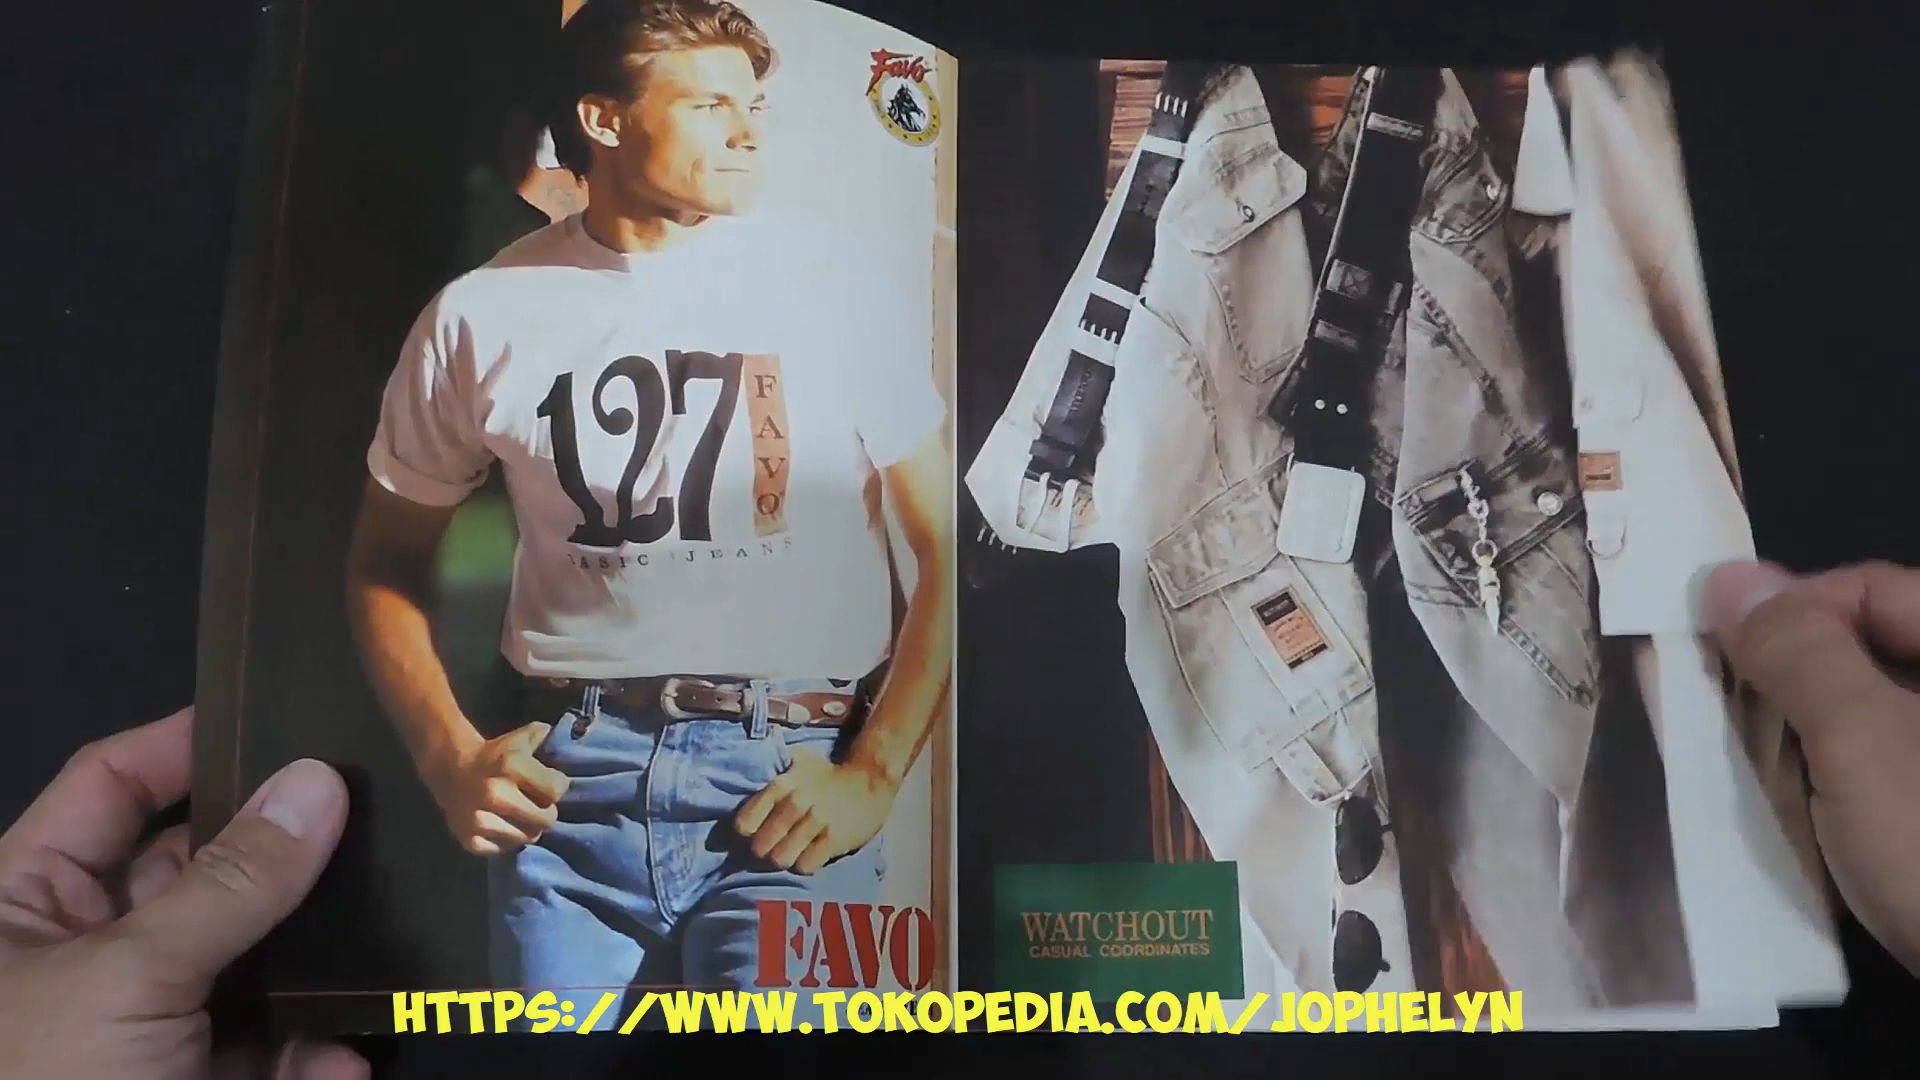 Favo
127
FAVO
BASIC JEANS
FAVO
WATCHOUT
CASUAL COORDINATES
HTTPS://WWW.TOKOPEDIA.COM/JOPHELYN